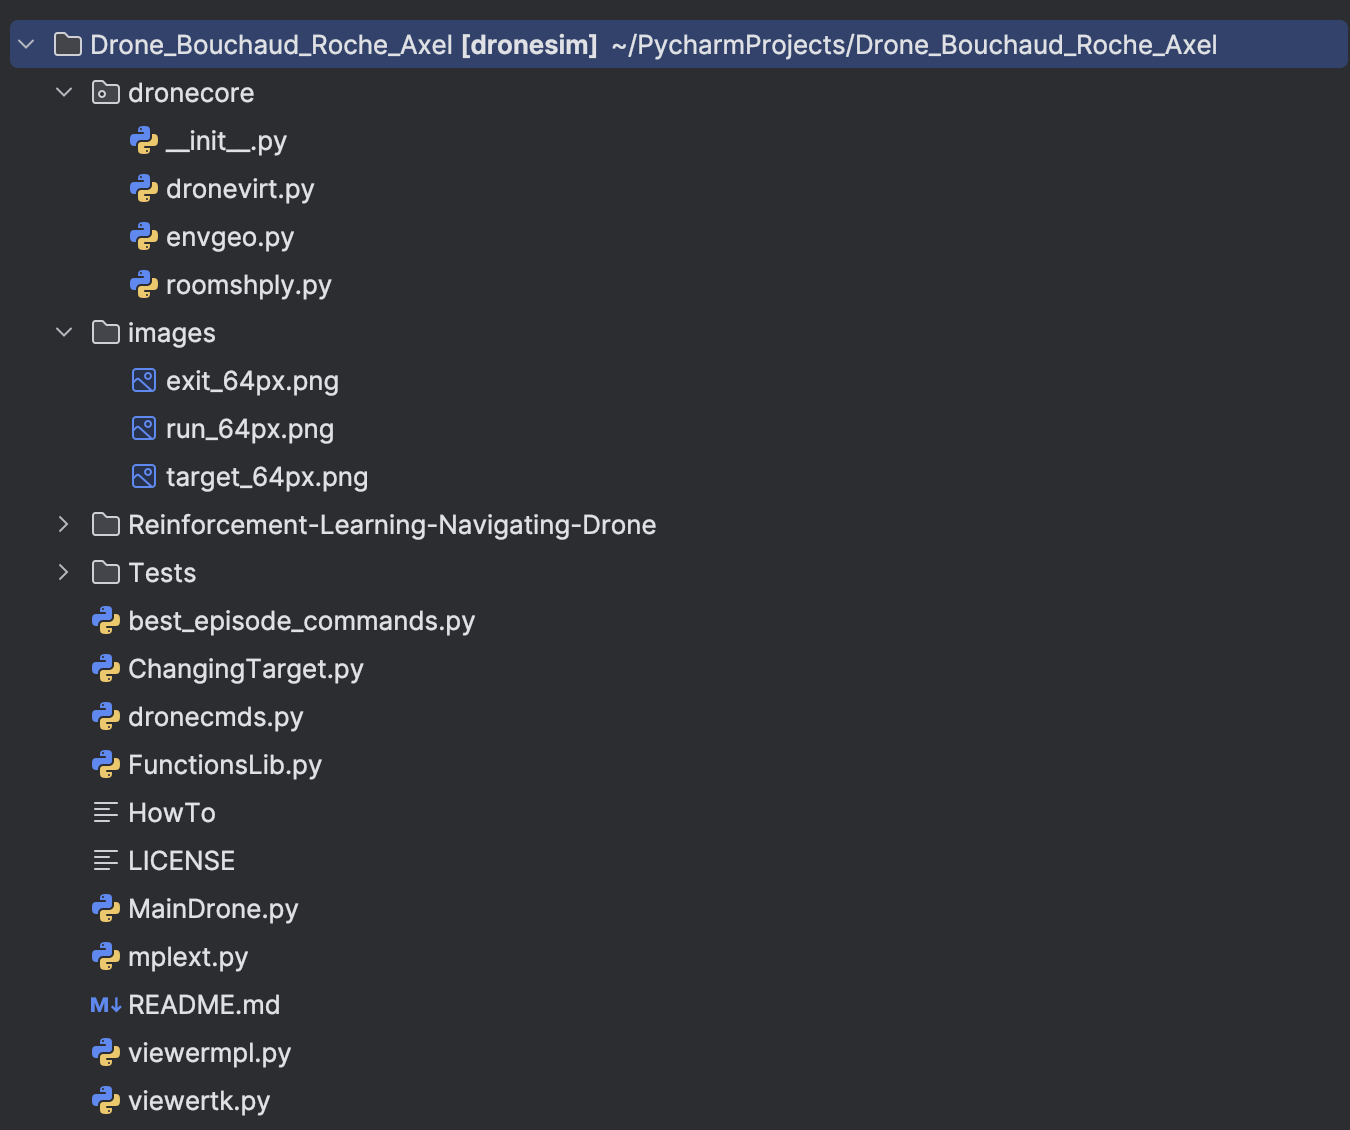 Drone_Bouchaud_Roche_Axel [dronesim] ~/PycharmProjects/Drone_Bouchaud_Roche_Axel
dronecore
__init__.py
dronevirt.py
envgeo.py
roomshply.py
images
exit_64px.png
run_64px.png
target_64px.png
Reinforcement-Learning-Navigating-Drone
Tests
best_episode_commands.py
ChangingTarget.py
dronecmds.py
FunctionsLib.py
HowTo
LICENSE
MainDrone.py
mplext.py
M↓ README.md
viewermpl.py
viewertk.py